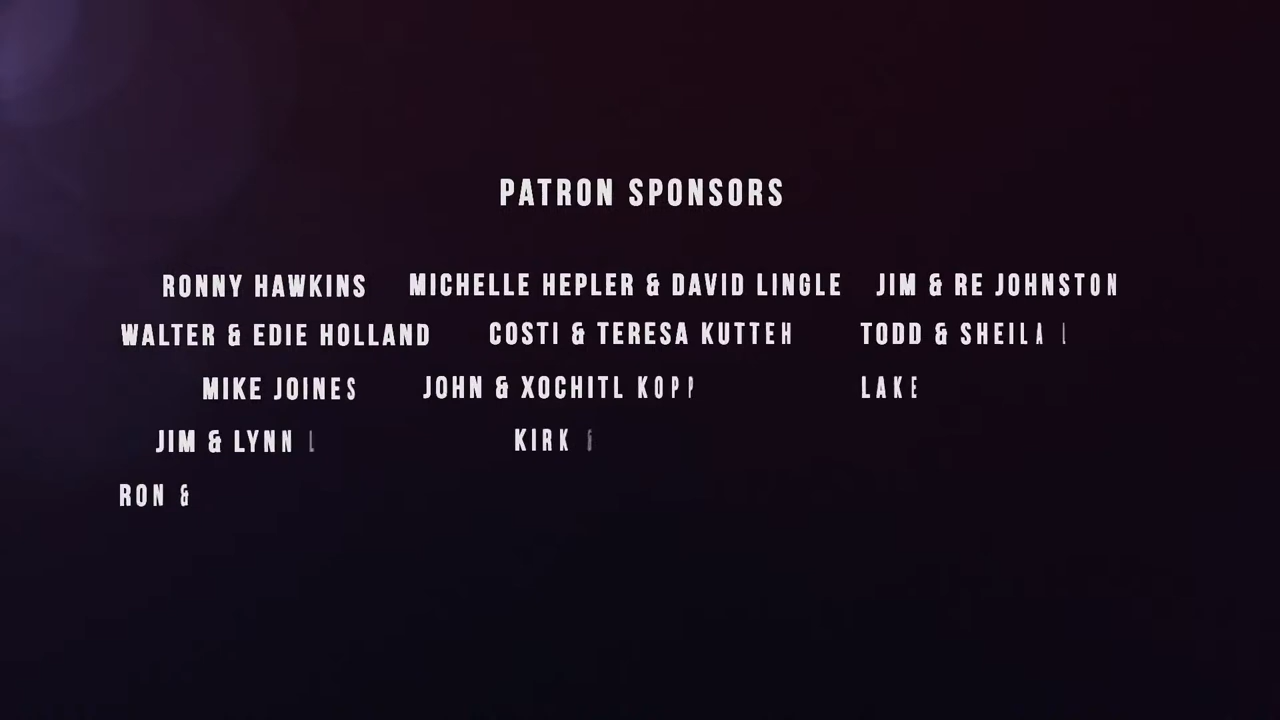 PATRON SPONSORS
RONNY HAWKINS MICHELLE HEPLER & DAVID LINGLE JIM & RE JOHNSTON
WALTER & EDIE HOLLAND COSTI & TERESA KUTTEH TODD & SHEILA
MIKE JOINES JOHN & XOCHITL KOPP LAKE
JIM & LYNN KIRK &
RON &